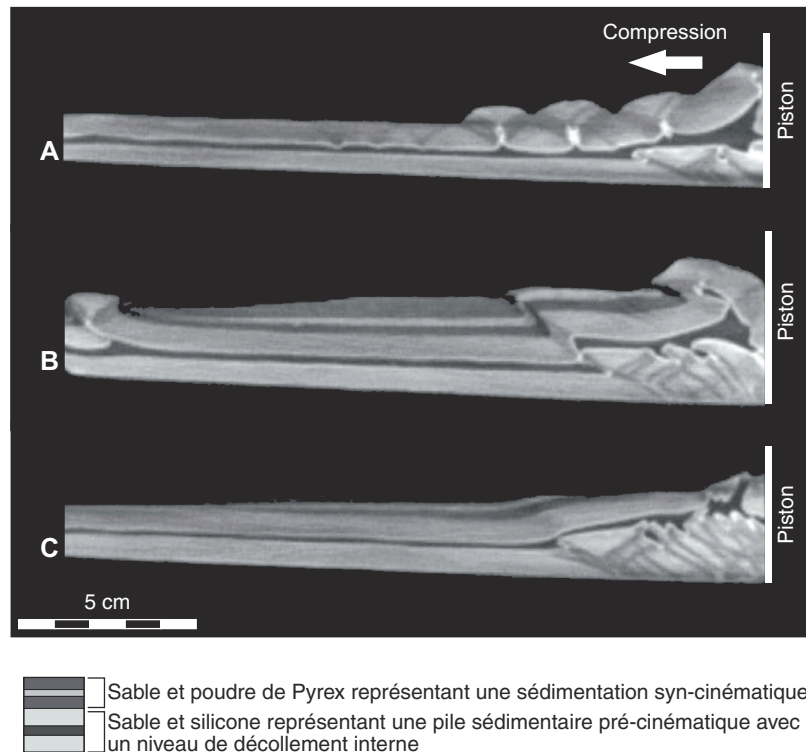 Compression
Piston
A
Piston
B
Piston
C
5 cm
Sable et poudre de Pyrex représentant une sédimentation syn-cinématique
Sable et silicone représentant une pile sédimentaire pré-cinématique avec
un niveau de décollement interne